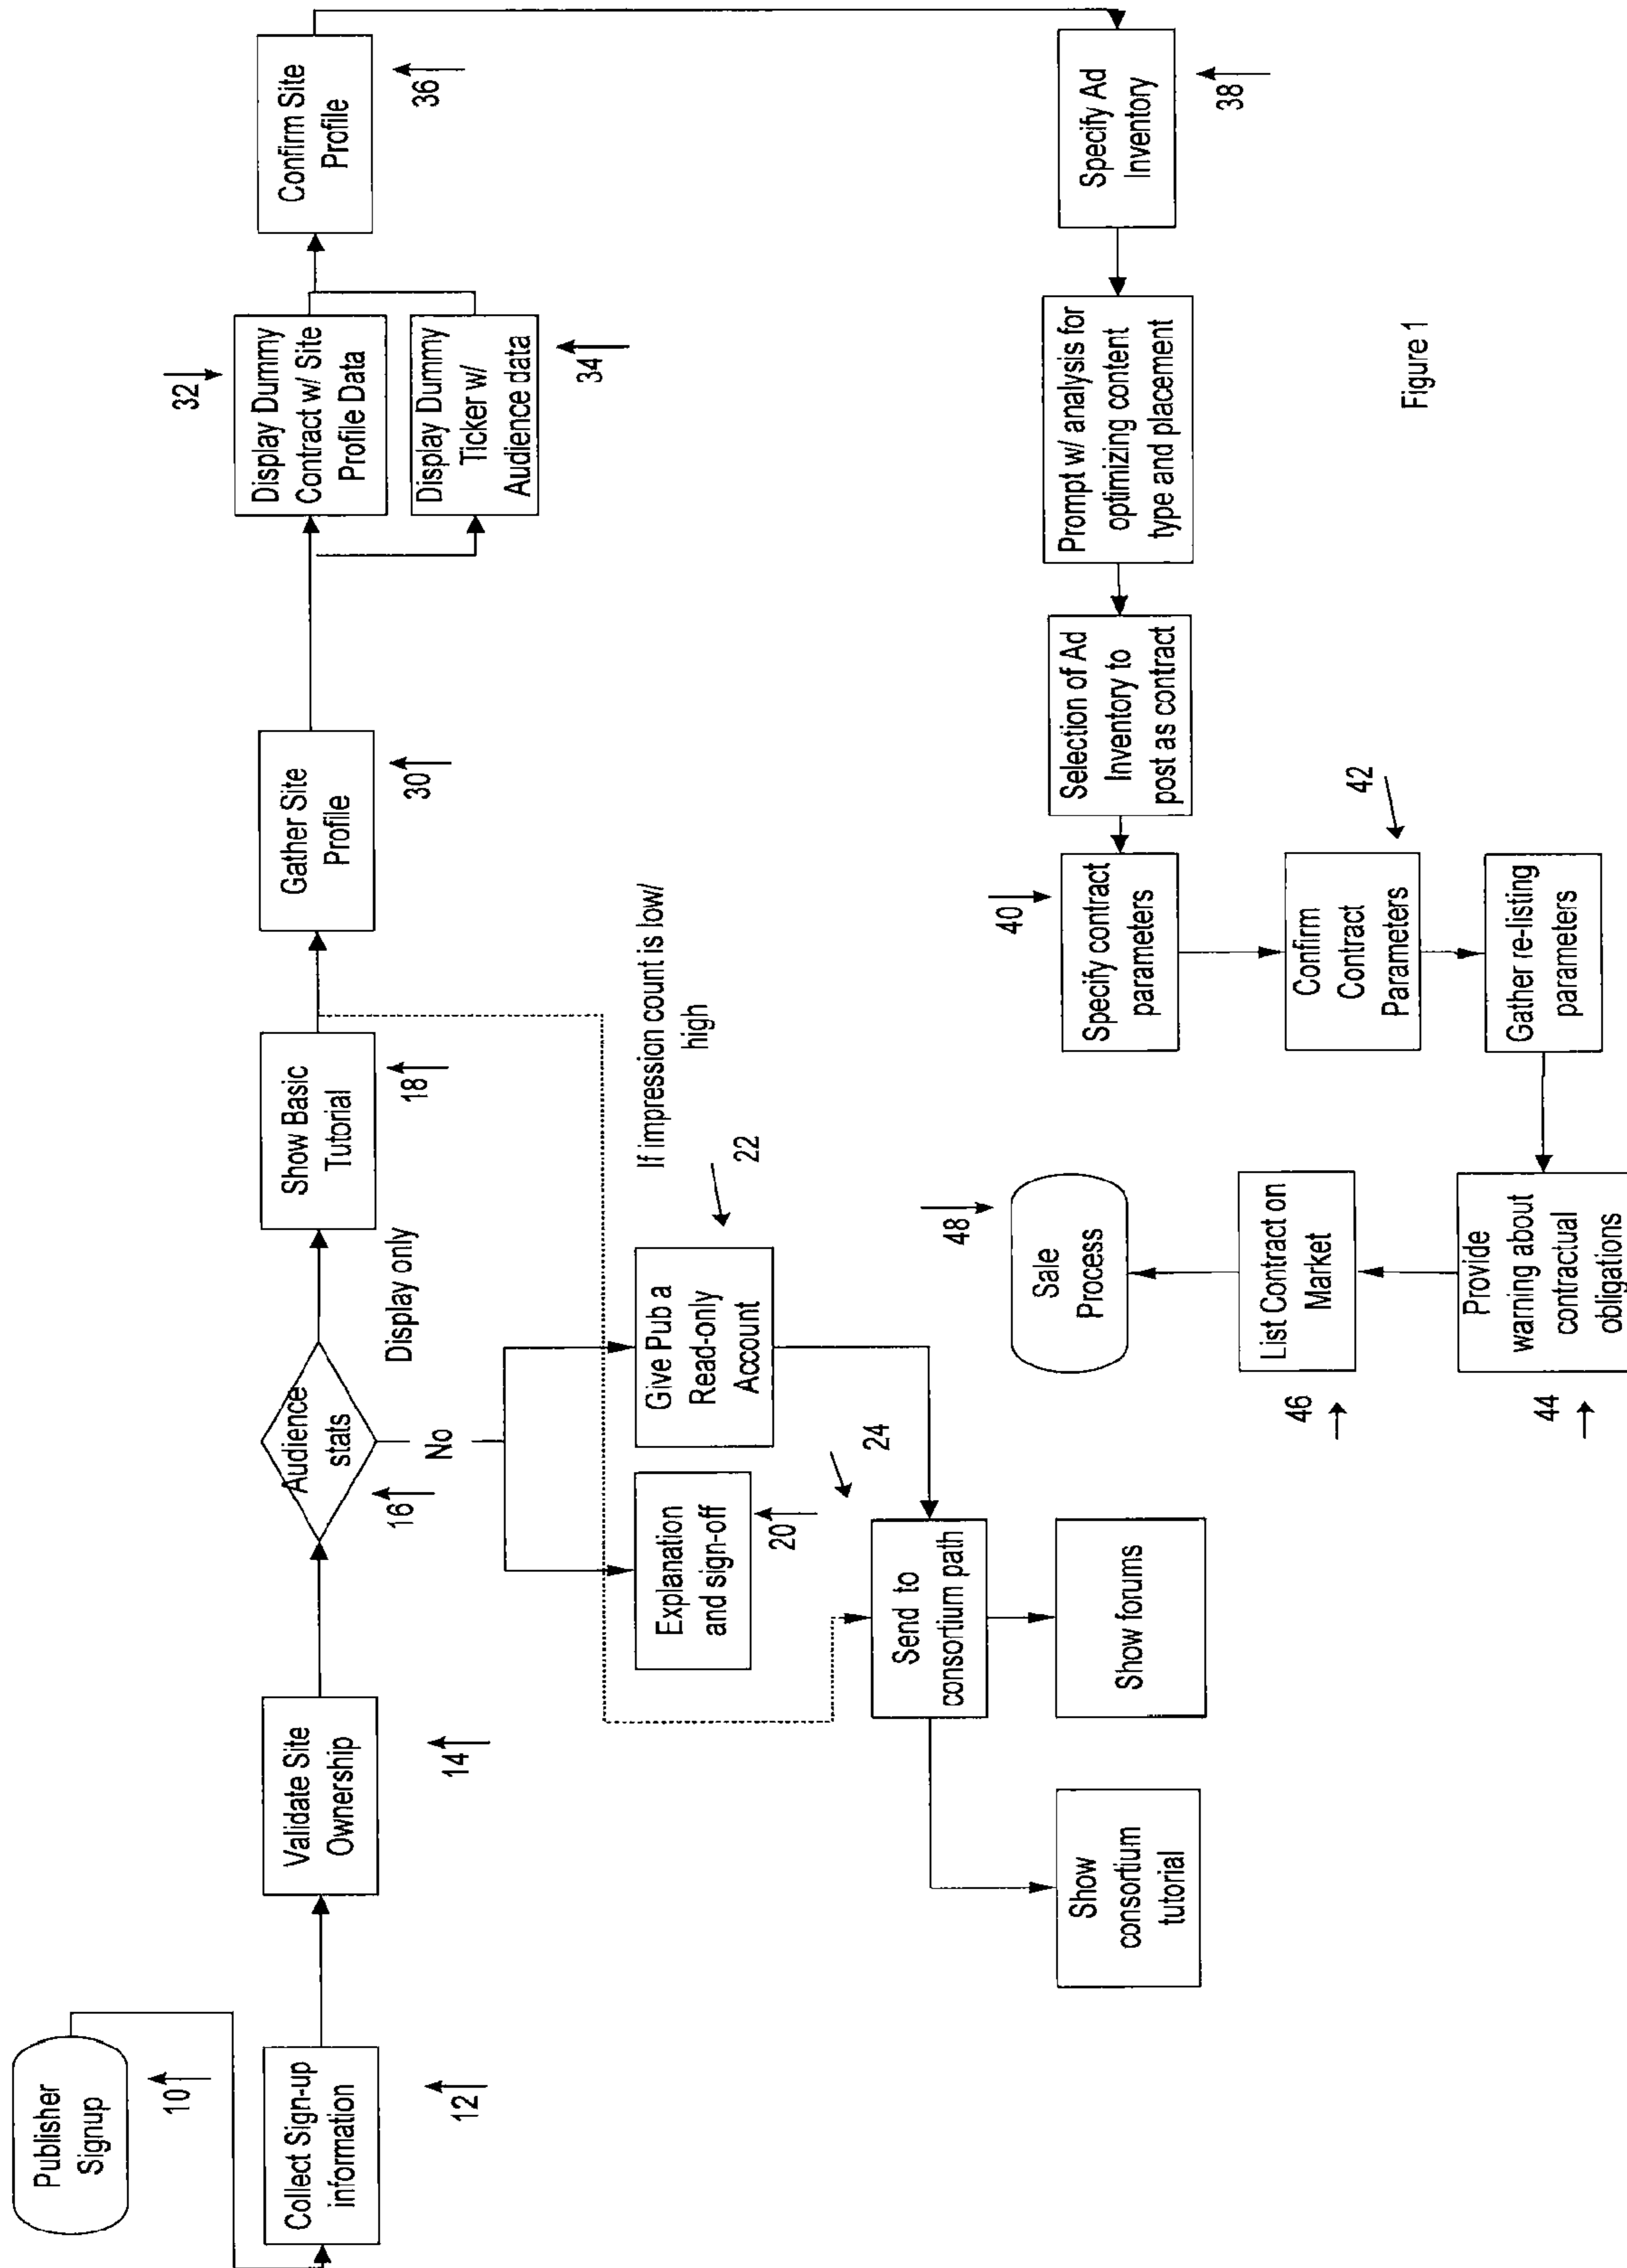 Publisher
Signup
10
Collect Sign-up
information
12
Validate Site
Ownership
14
Audience
stats
16
Display only
No
Show Basic
Tutorial
18
Explanation
and sign-off
20
Give Pub a
Read-only
Account
22
If impression count is low/
high
Send to
consortium path
24
Show
consortium
tutorial
Show forums
Gather Site
Profile
30
Display Dummy
Contract w/ Site
Profile Data
32
Display Dummy
Ticker w/
Audience data
34
Confirm Site
Profile
36
Specify Ad
Inventory
38
Prompt w/ analysis for
optimizing content
type and placement
Selection of Ad
Inventory to
post as contract
Specify contract
parameters
40
Confirm
Contract
Parameters
42
Gather re-listing
parameters
Provide
warning about
contractual
obligations
44
List Contract on
Market
46
Sale
Process
48
Figure 1